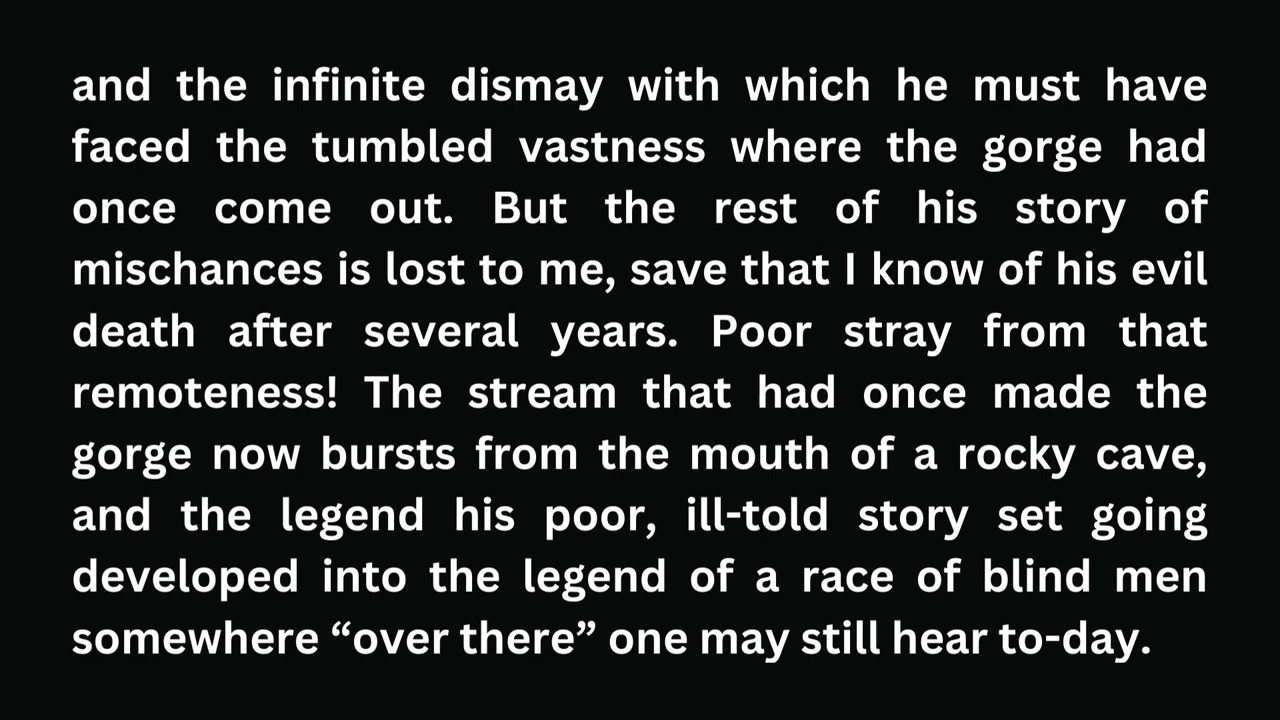 and the infinite dismay with which he must have
faced the tumbled vastness where the gorge had
once come out. But the rest of his story of
mischances is lost to me, save that I know of his evil
death after several years. Poor stray from that
remoteness! The stream that had once made the
gorge now bursts from the mouth of a rocky cave,
and the legend his poor, ill-told story set going
developed into the legend of a race of blind men
somewhere “over there” one may still hear to-day.